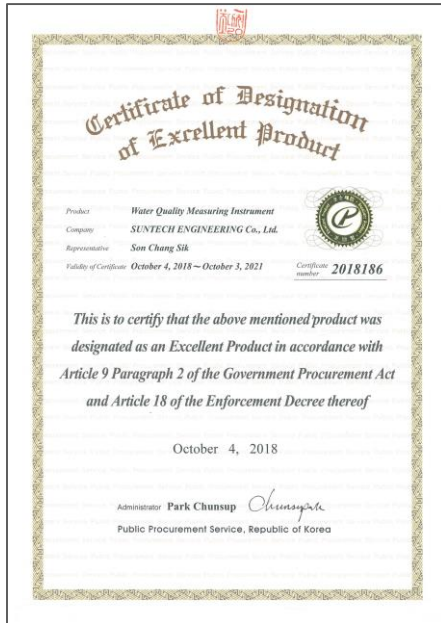 Certificate of Designation
of Excellent Product
Product Water Quality Measuring Instrument
Company SUNTECH ENGINEERING Co., Ltd.
Representative Son Chang Sik
Validity of Certificate October 4, 2018~October 3, 2021
Certificate number 2018186
This is to certify that the above mentioned product was
designated as an Excellent Product in accordance with
Article 9 Paragraph 2 of the Government Procurement Act
and Article 18 of the Enforcement Decree thereof
October 4, 2018
Administrator Park Chunsup
Public Procurement Service, Republic of Korea